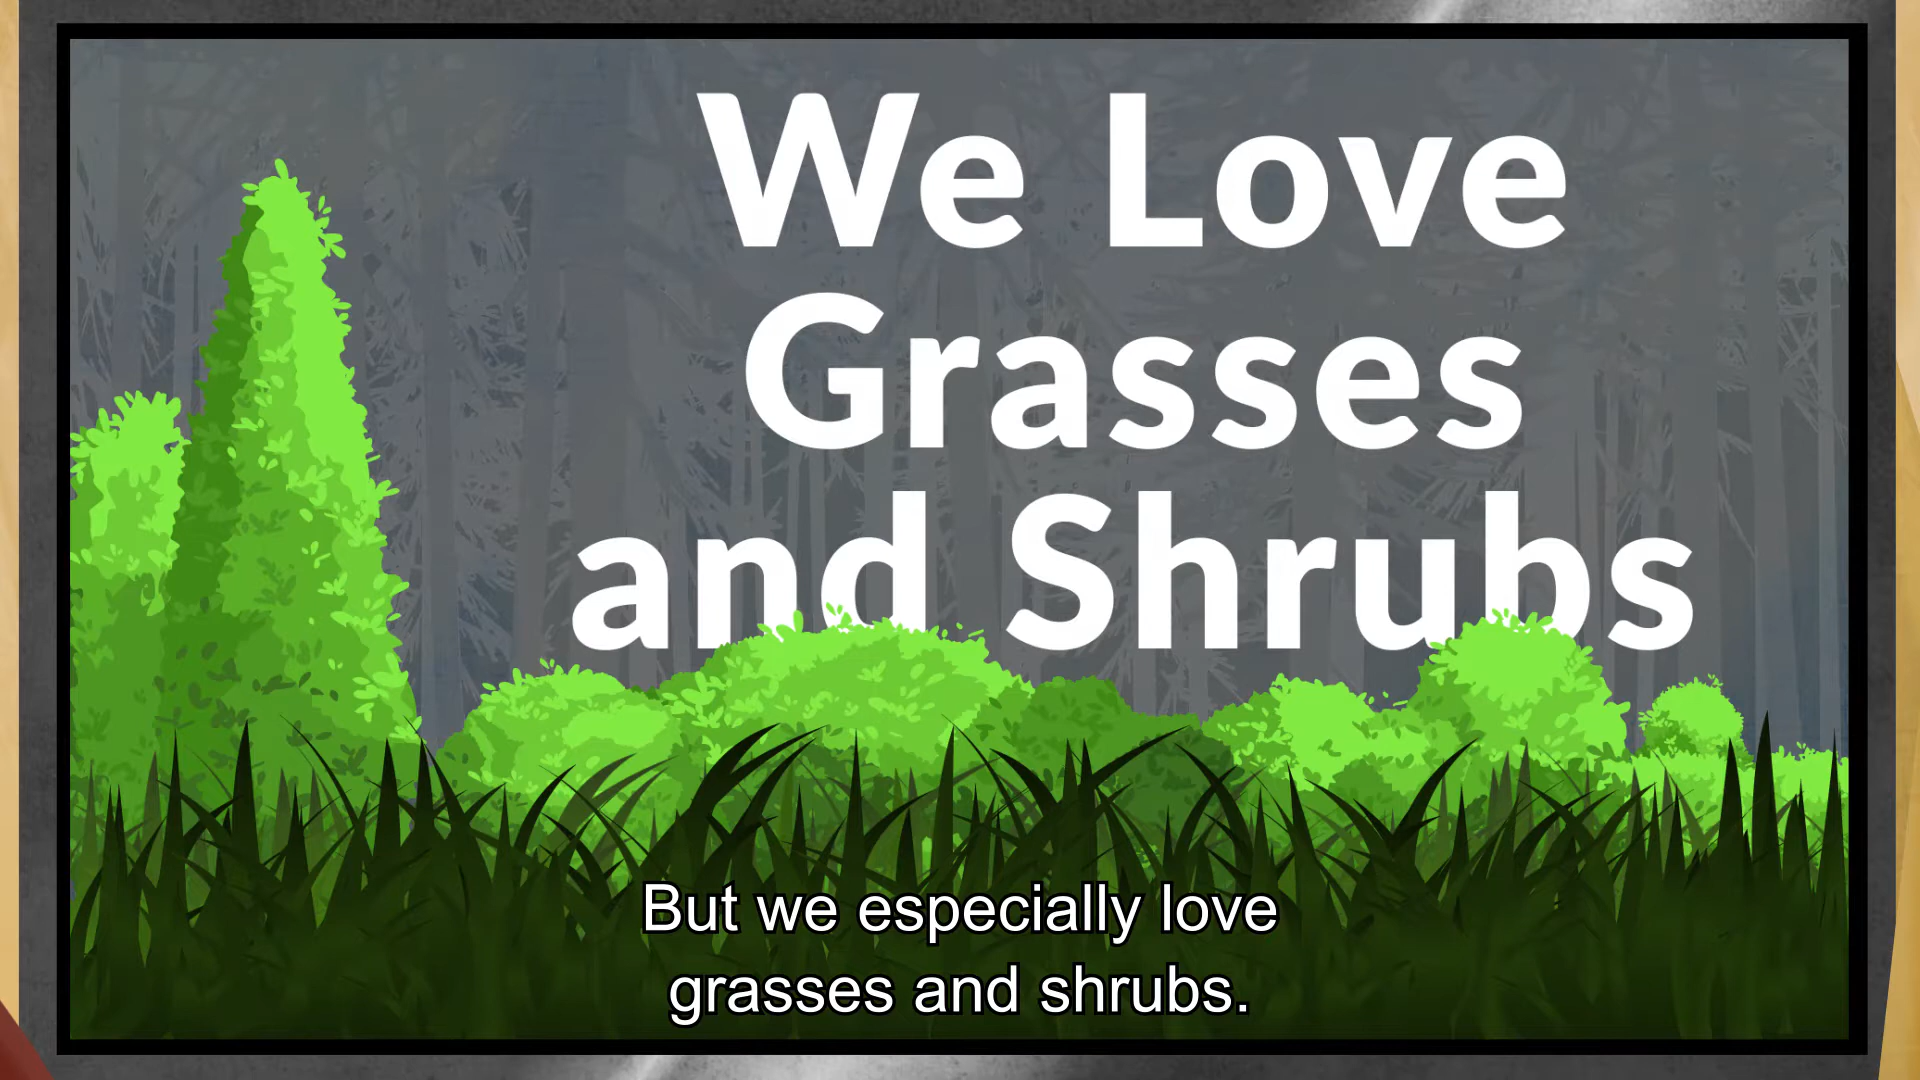 We Love
Grasses
and Shrubs
But we especially love
grasses and shrubs.